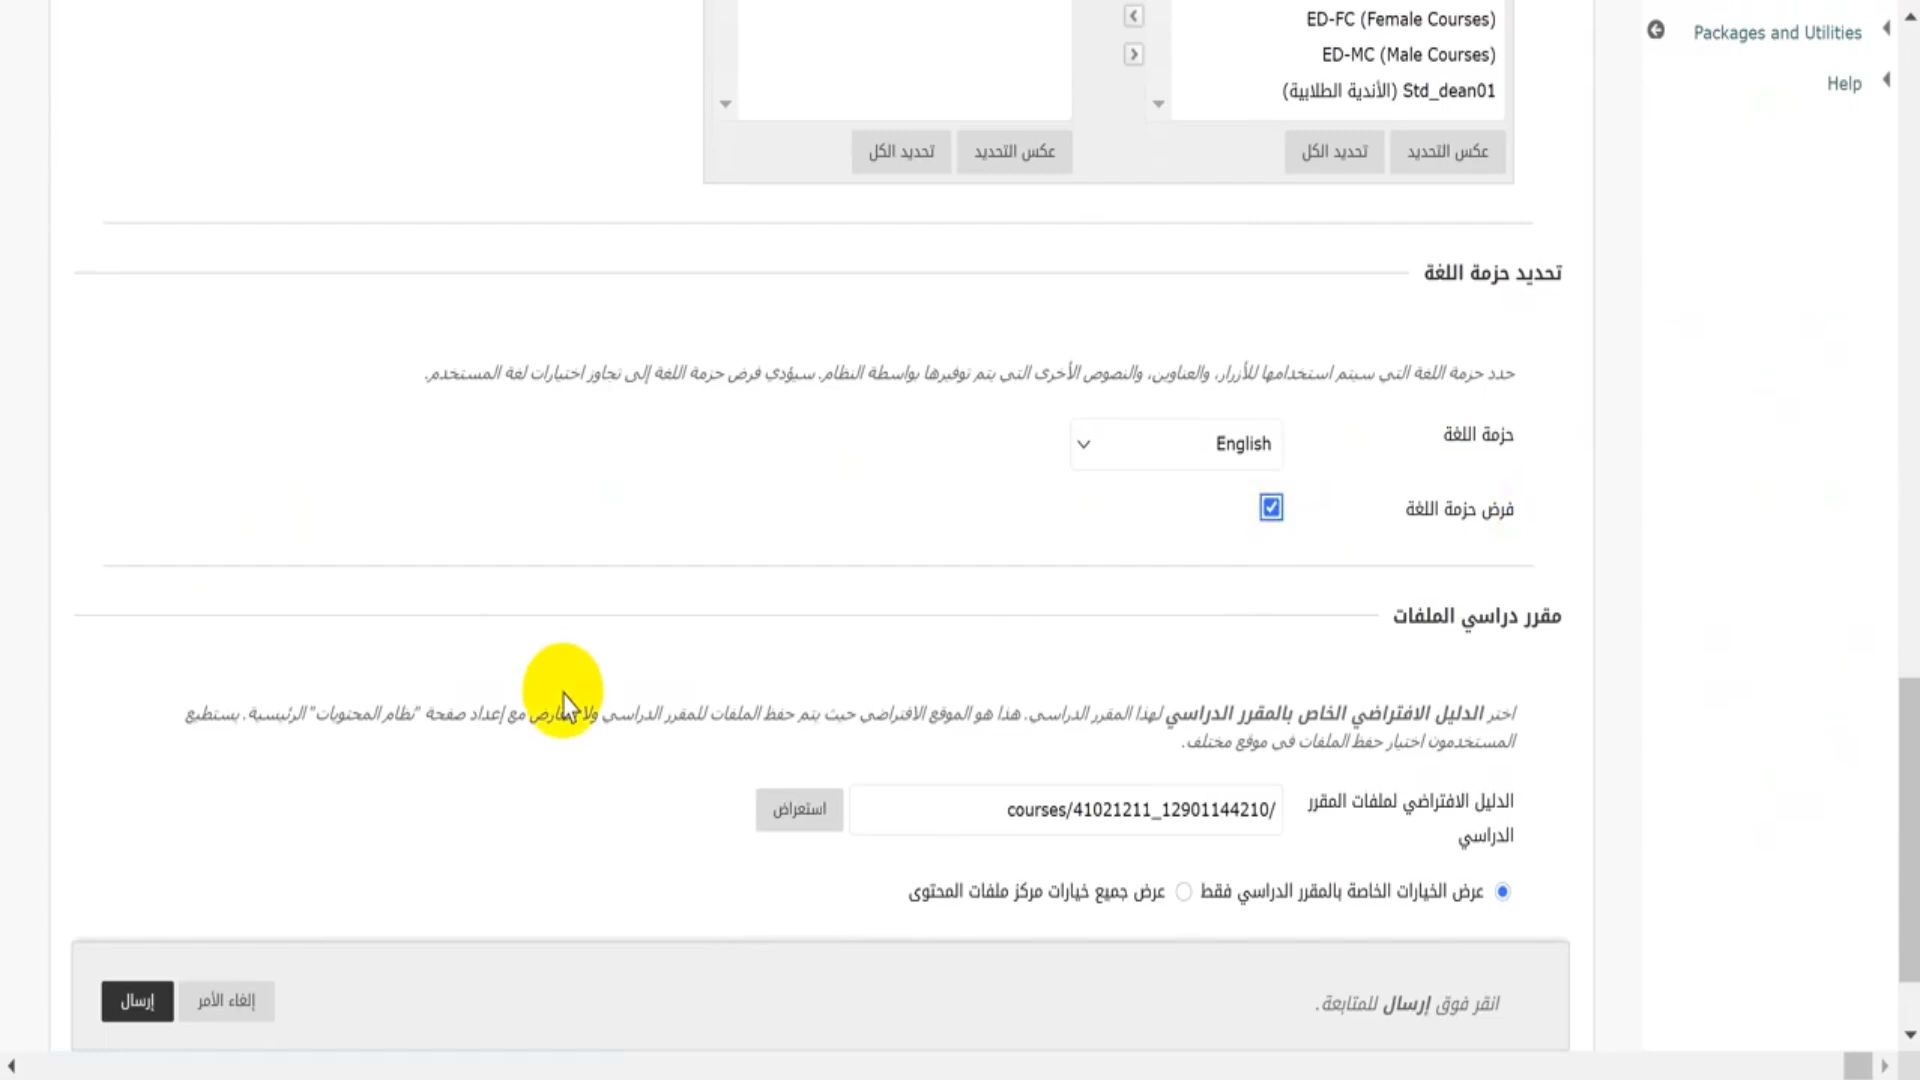 ED-FC (Female Courses)
ED-MC (Male Courses)
Std_dean01 (الأندية الطلابية)
عكس التحديد
تحديد الكل
عكس التحديد
تحديد الكل
Packages and Utilities
Help
تحديد حزمة اللغة
حدد حزمة اللغة التي سيتم استخدامها للأزرار، والعناوين، والنصوص الأخرى التي يتم توفيرها بواسطة النظام. سيؤدي فرض حزمة اللغة إلى تجاوز اختيارات لغة المستخدم.
حزمة اللغة
English
فرض حزمة اللغة
مقرر دراسي الملفات
اختر الدليل الافتراضي الخاص بالمقرر الدراسي لهذا المقرر الدراسي. هذا هو الموقع الافتراضي حيث يتم حفظ الملفات للمقرر الدراسي ولا مع إعداد صفحة "نظام المحتويات" الرئيسية. يستطيع
المستخدمون اختيار حفظ الملفات في موقع مختلف.
الدليل الافتراضي لملفات المقرر
الدراسي
courses/41021211_12901144210/
استعراض
عرض الخيارات الخاصة بالمقرر الدراسي فقط
عرض جميع خيارات مركز ملفات المحتوى
انقر فوق إرسال للمتابعة.
إلغاء الأمر
إرسال